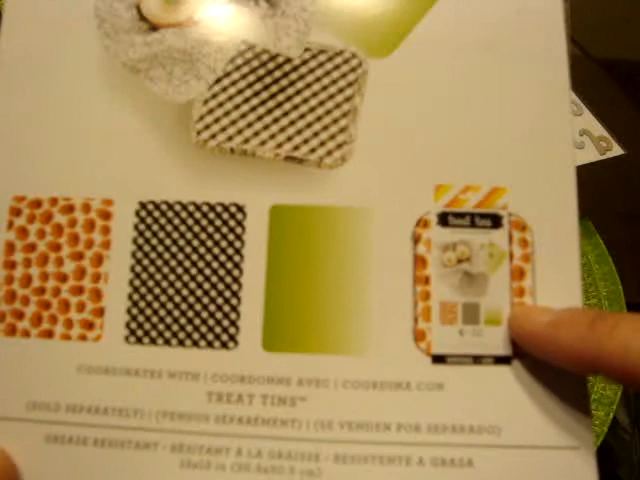 COORDINATES WITH | COORDONNE AVEC | COORDINA CON
TREAT TINS™
(SOLD SEPARATELY) | (VENDUS SÉPARÉMENT) | (SE VENDEN POR SEPARADO)
GREASE RESISTANT · RÉSISTANT À LA GRAISSE · RESISTENTE A GRASA